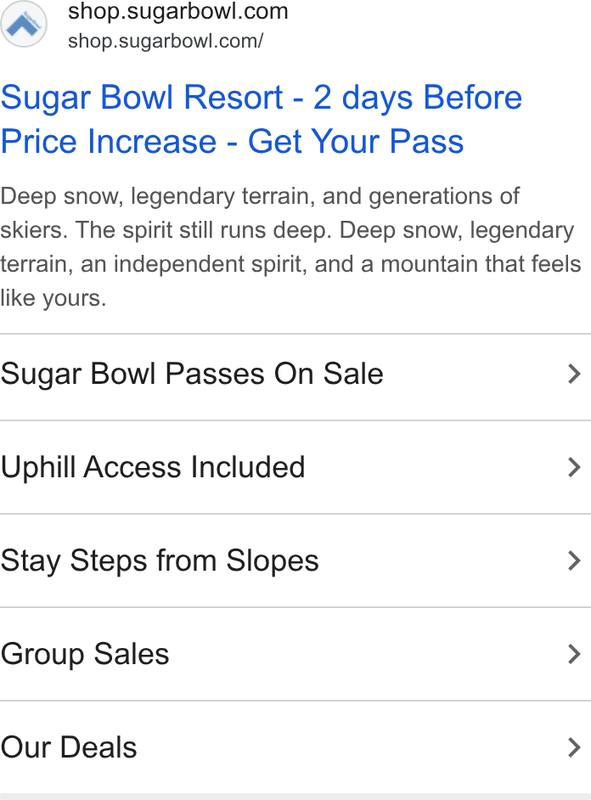 shop.sugarbowl.com
shop.sugarbowl.com/
Sugar Bowl Resort - 2 days Before
Price Increase - Get Your Pass
Deep snow, legendary terrain, and generations of
skiers. The spirit still runs deep. Deep snow, legendary
terrain, an independent spirit, and a mountain that feels
like yours.
Sugar Bowl Passes On Sale
Uphill Access Included
Stay Steps from Slopes
Group Sales
Our Deals